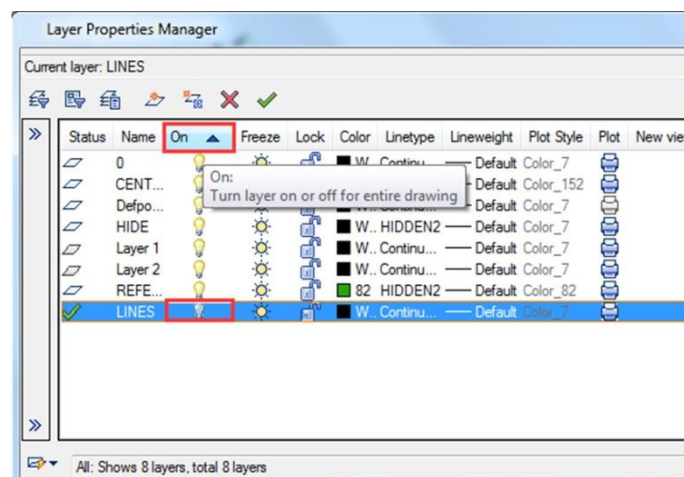 Layer Properties Manager
Current layer: LINES
Status Name On Freeze Lock Color Linetype Lineweight Plot Style Plot New vie
0 W Default Color_7
CENT... Default Color_152
Defpo... Default Color_7
On:
Turn layer on or off for entire drawing
HIDE W.. HIDDEN2 Default Color_7
Layer 1 W.. Continu... Default Color_7
Layer 2 W.. Continu... Default Color_7
REFE... 82 HIDDEN2 Default Color_82
LINES W.. Continu... Default Color_7
All: Shows 8 layers, total 8 layers